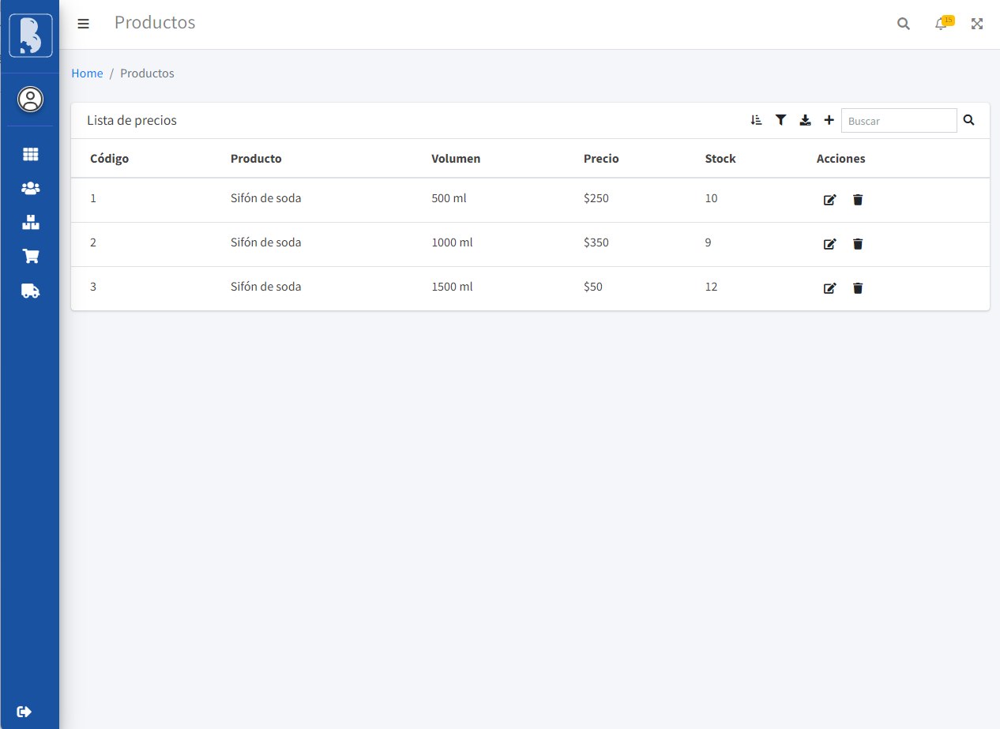 Productos
15
Home / Productos
Lista de precios
Buscar
Código Producto Volumen Precio Stock Acciones
1 Sifón de soda 500 ml $250 10
2 Sifón de soda 1000 ml $350 9
3 Sifón de soda 1500 ml $50 12